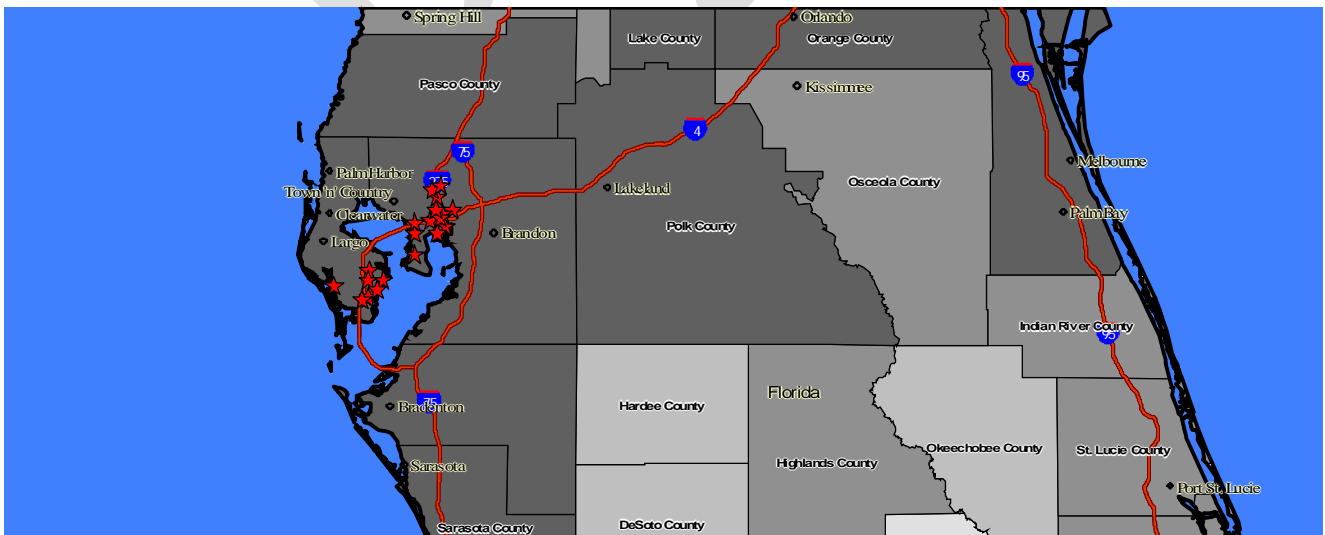 Spring Hill
Orlando
Lake County
Orange County
95
Pasco County
Kissimmee
4
75
Melbourne
Palm Harbor
275
Osceola County
Town 'n' Country
Lakeland
Clearwater
Palm Bay
Polk County
Brandon
Largo
Indian River County
95
Florida
75
Bradenton
Hardee County
Okeechobee County
St. Lucie County
Sarasota
Highlands County
Port St. Lucie
Sarasota County
DeSoto County